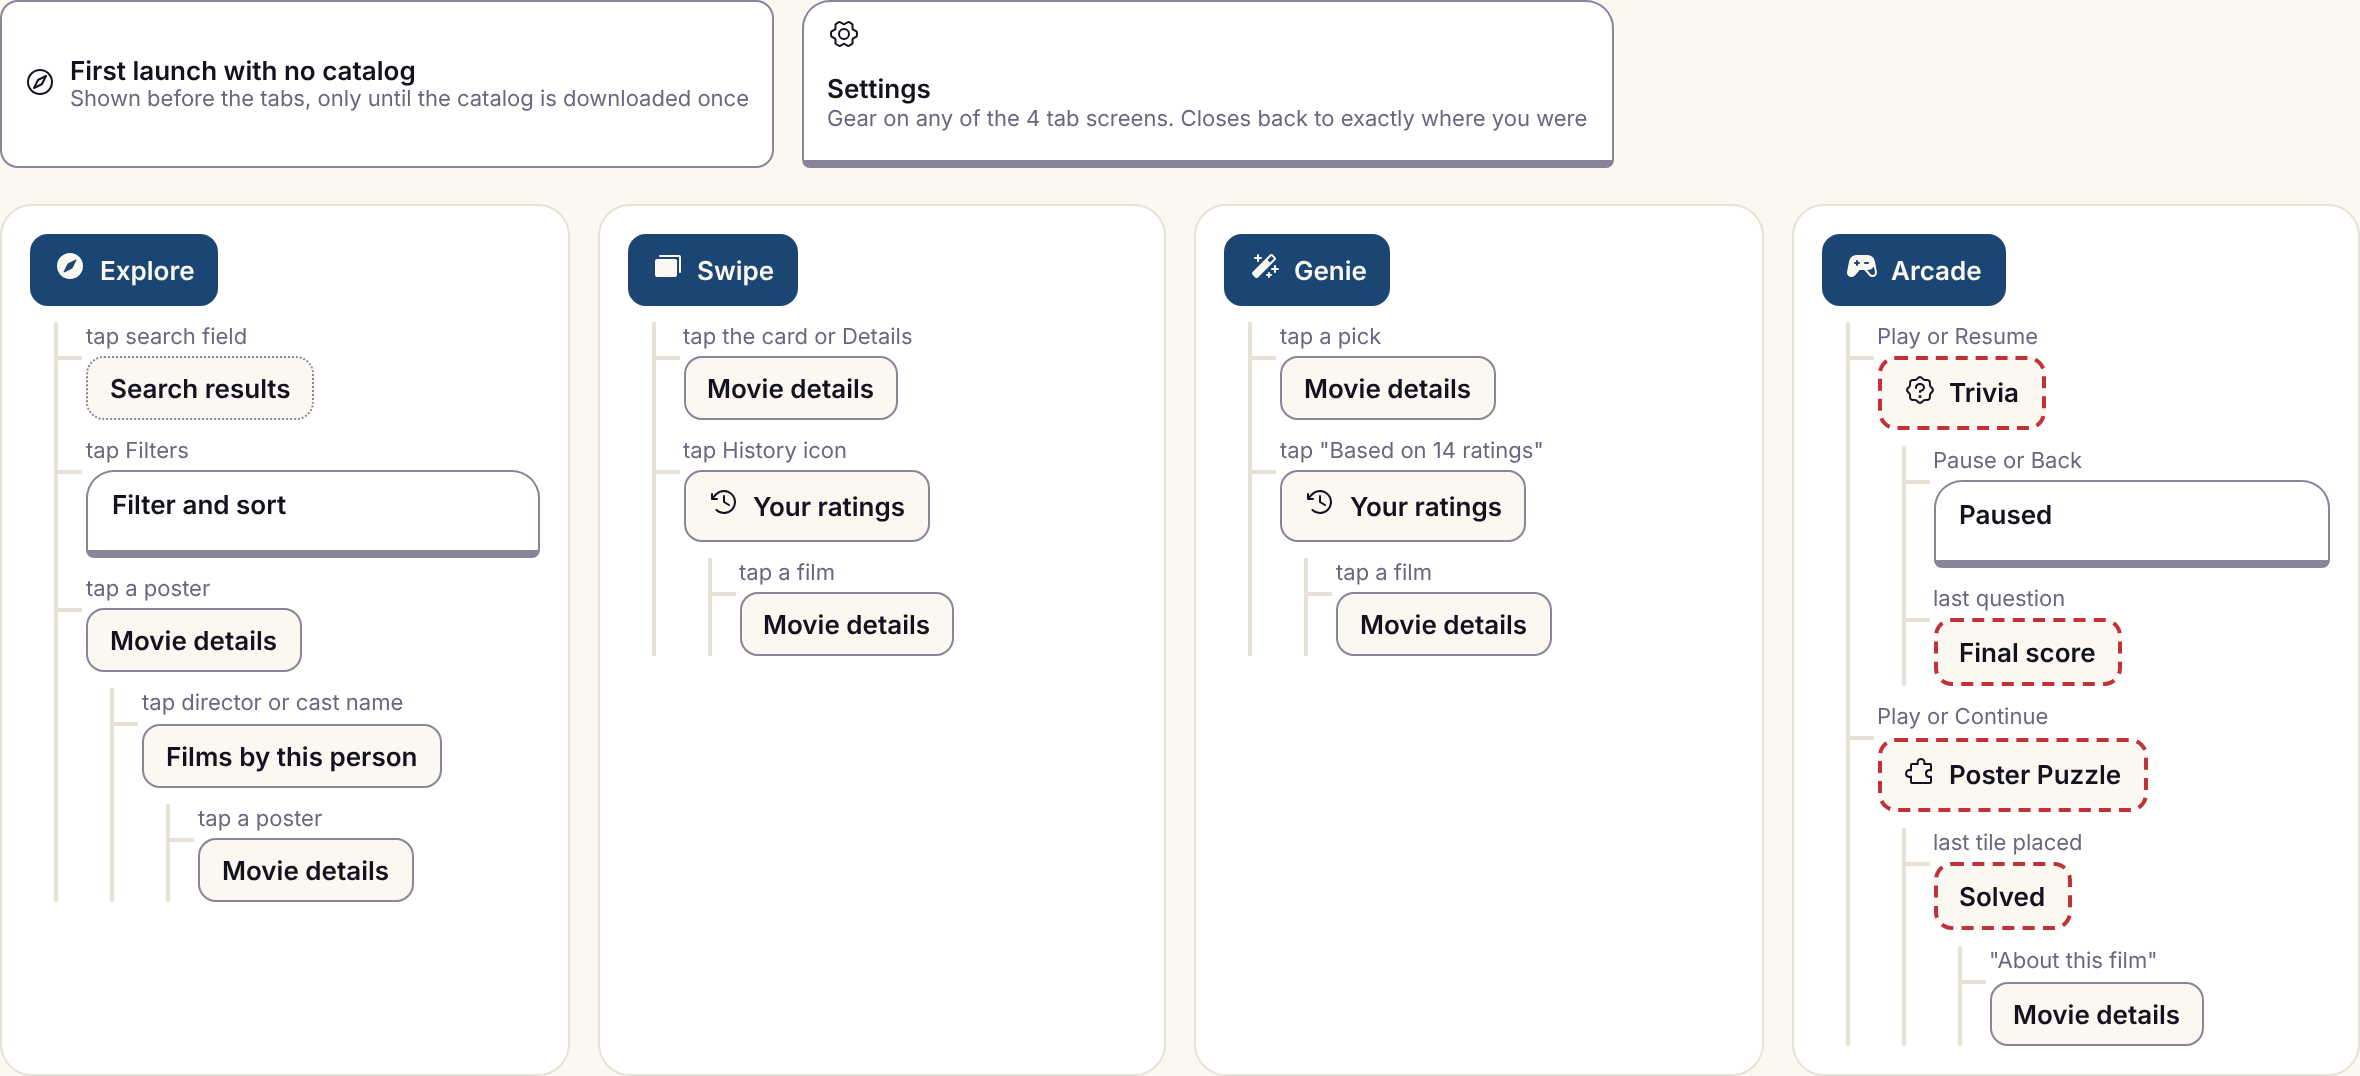 First launch with no catalog
Shown before the tabs, only until the catalog is downloaded once
Settings
Gear on any of the 4 tab screens. Closes back to exactly where you were
Explore
tap search field
Search results
tap Filters
Filter and sort
tap a poster
Movie details
tap director or cast name
Films by this person
tap a poster
Movie details
Swipe
tap the card or Details
Movie details
tap History icon
Your ratings
tap a film
Movie details
Genie
tap a pick
Movie details
tap "Based on 14 ratings"
Your ratings
tap a film
Movie details
Arcade
Play or Resume
Trivia
Pause or Back
Paused
last question
Final score
Play or Continue
Poster Puzzle
last tile placed
Solved
"About this film"
Movie details